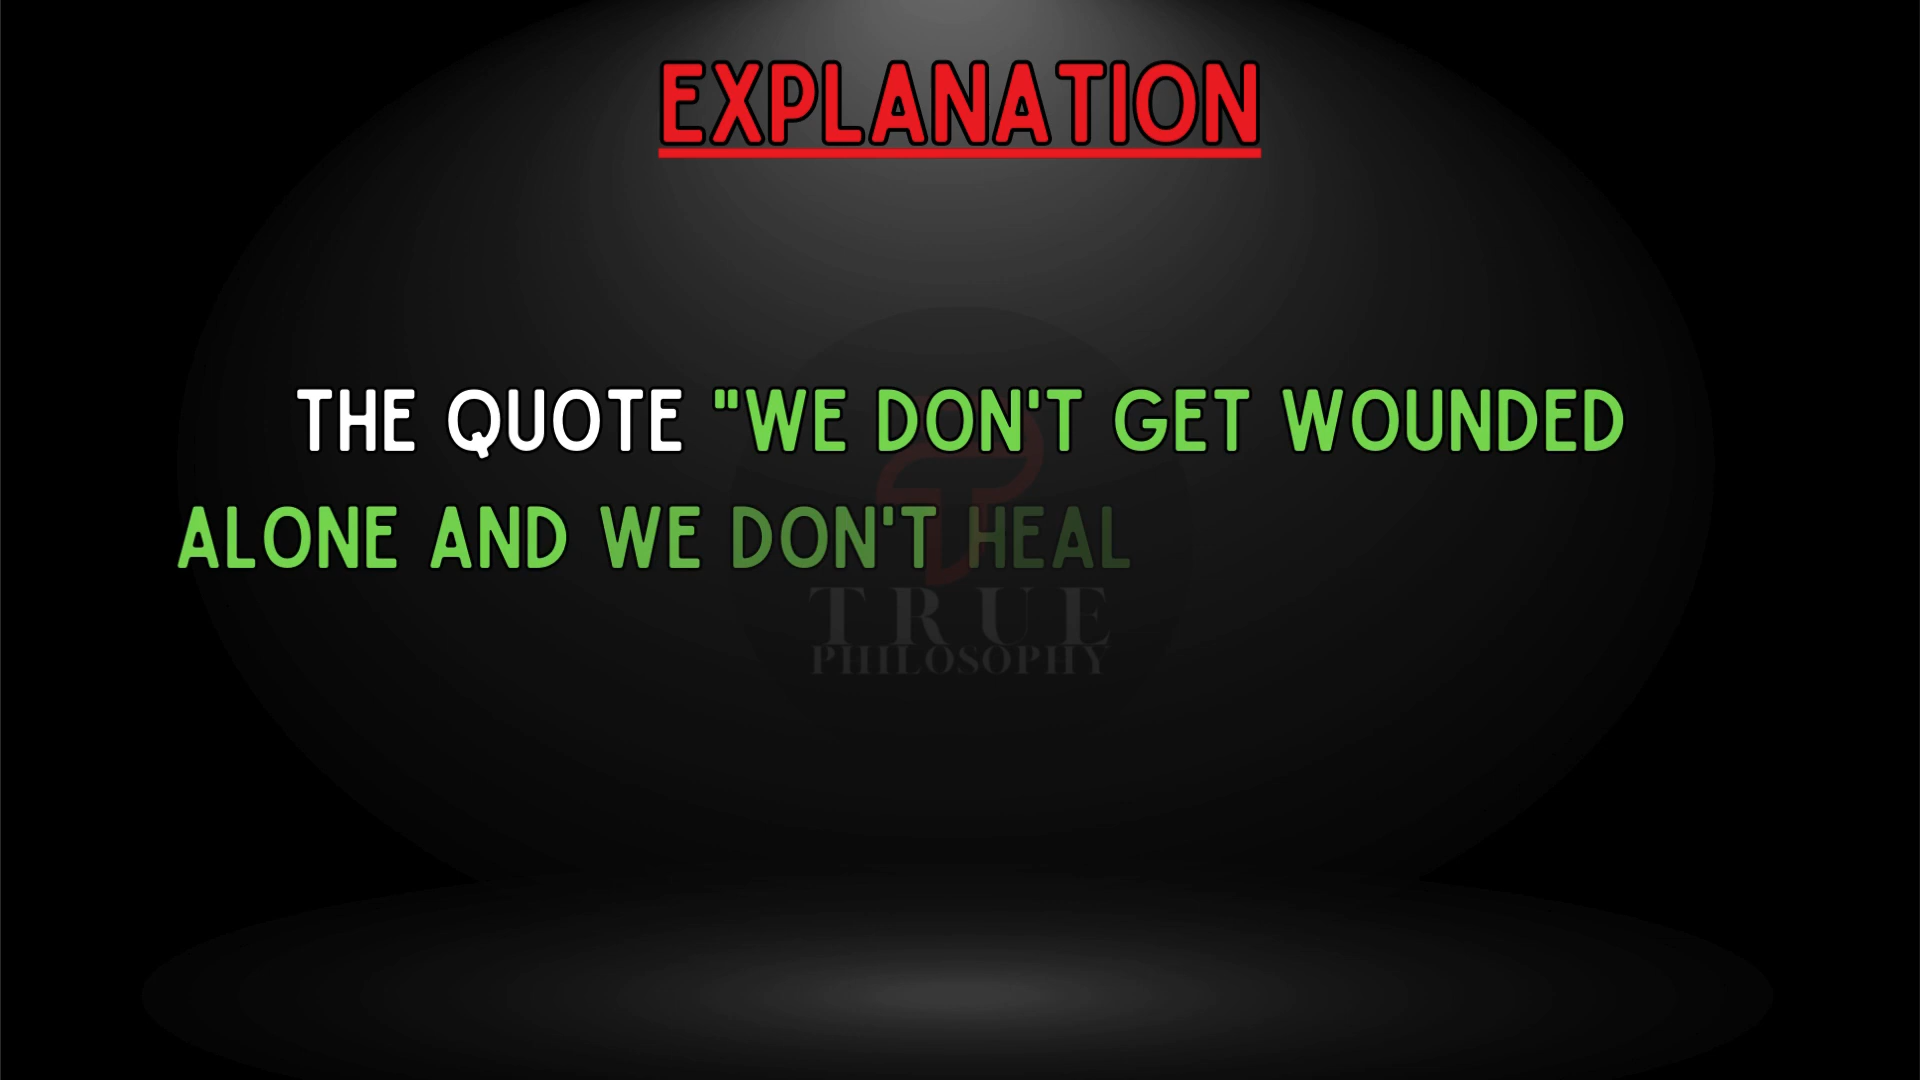 EXPLANATION
THE QUOTE "WE DON'T GET WOUNDED
ALONE AND WE DON'T HEAL
TRUE
PHILOSOPHY